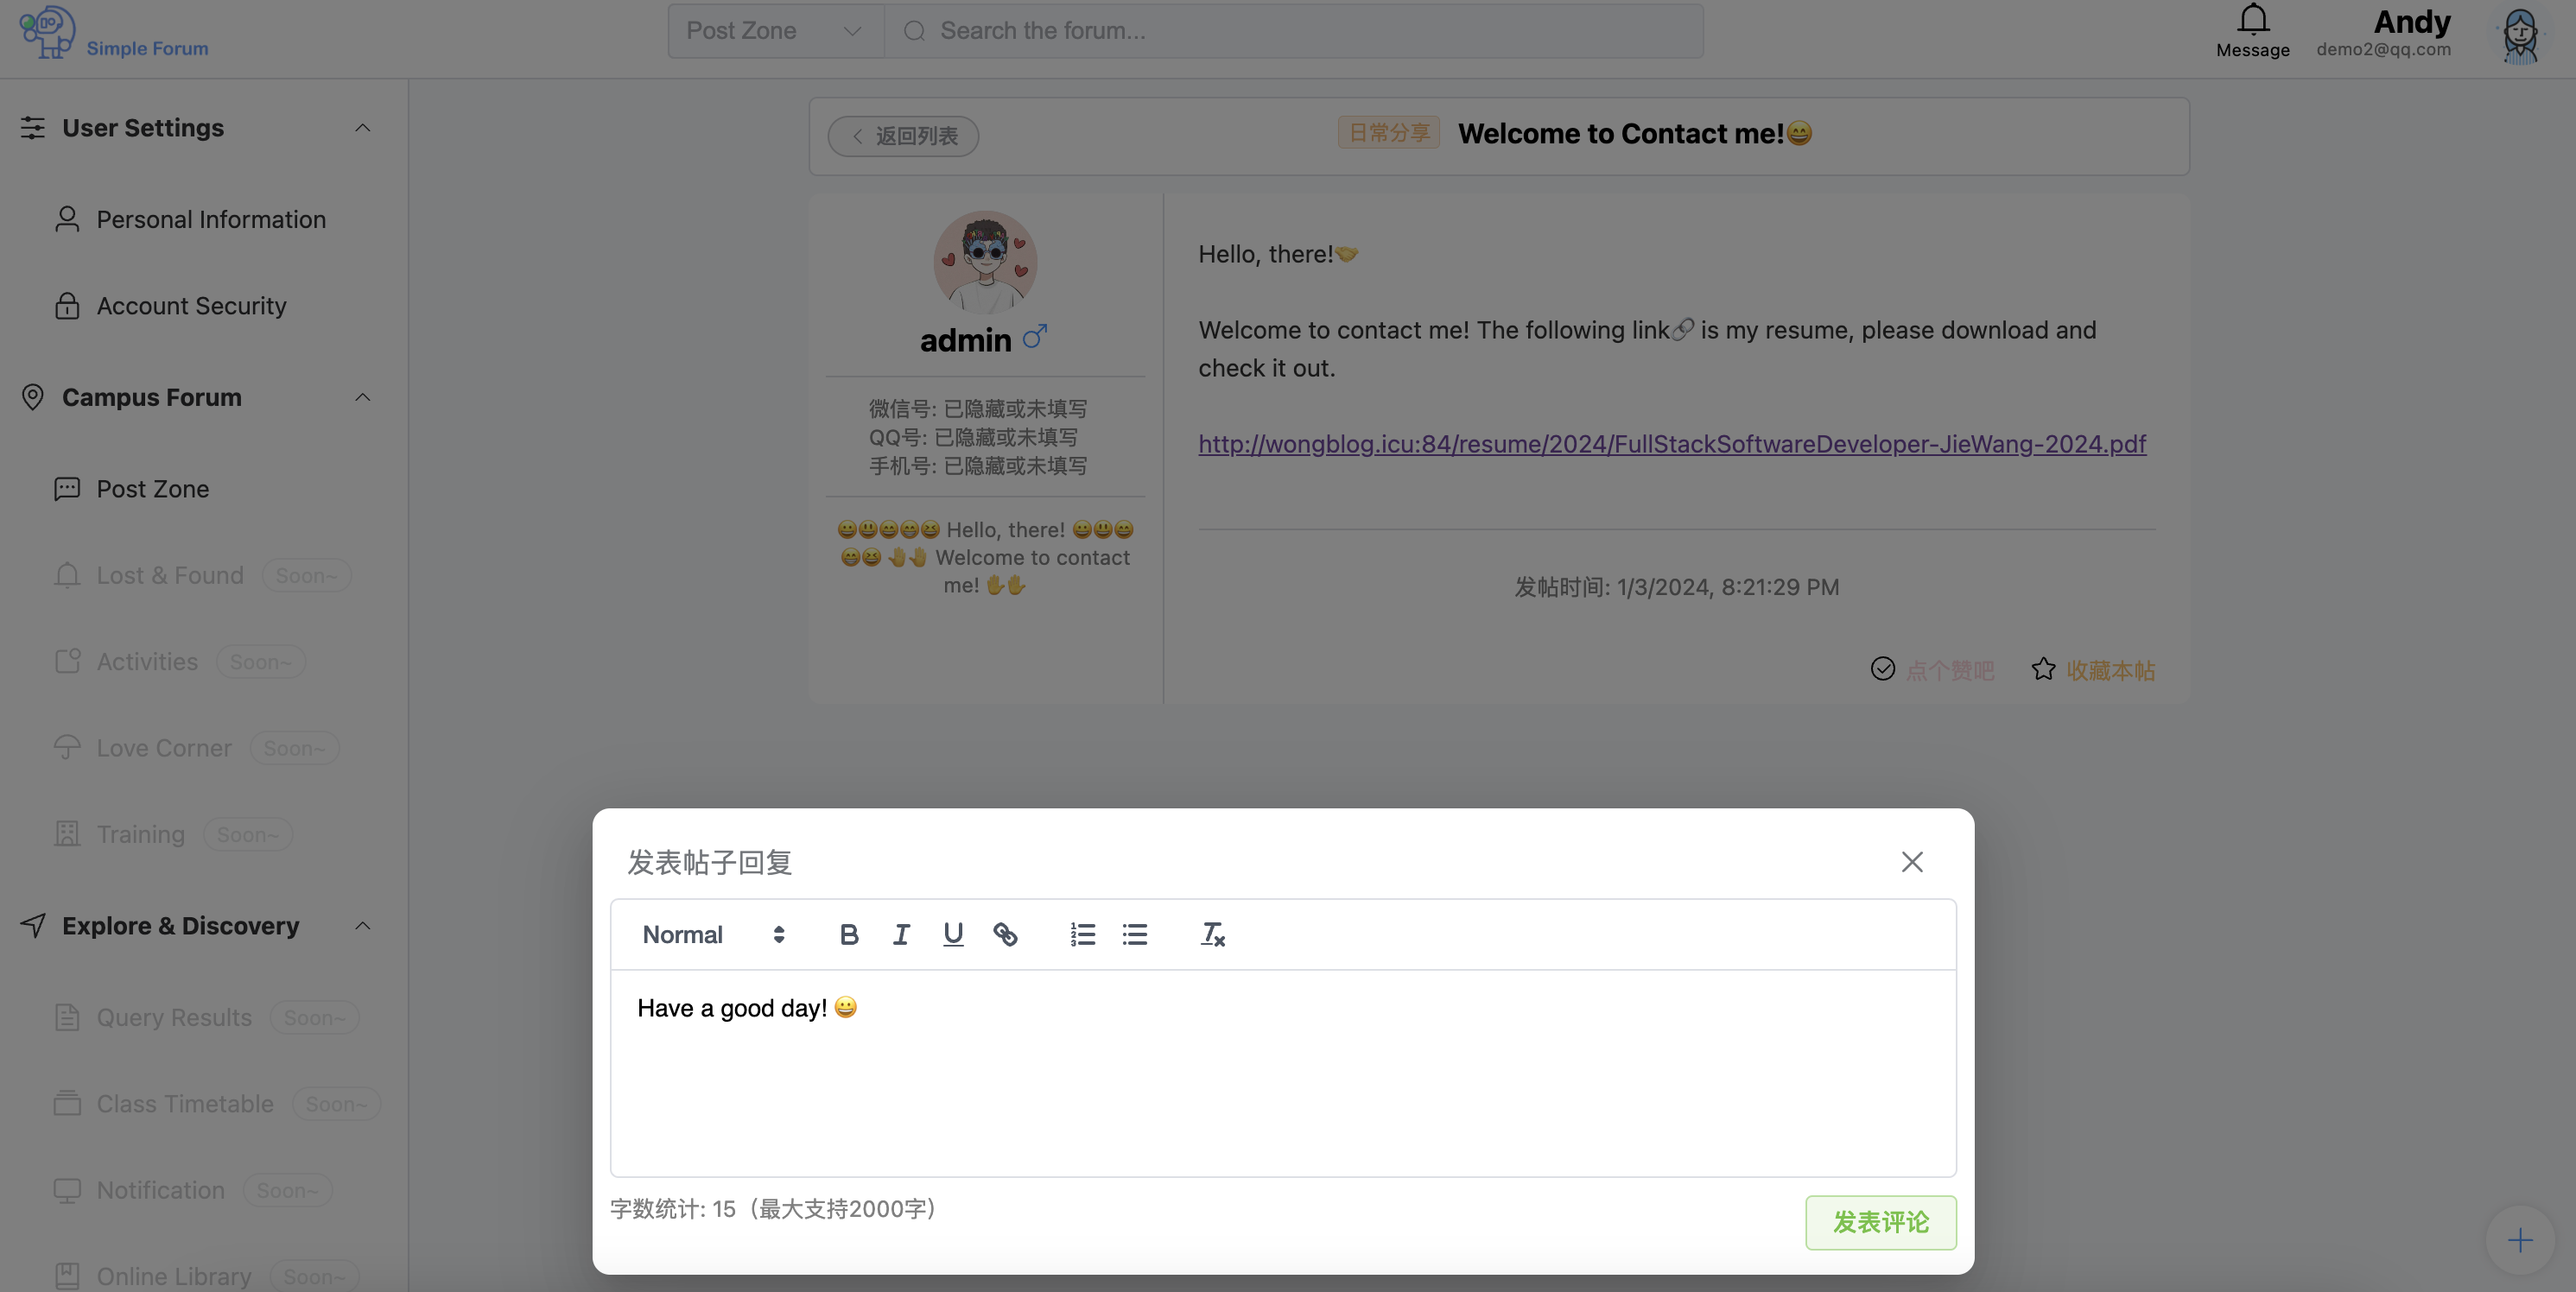 Simple Forum
Post Zone
Search the forum...
Message
Andy
demo2@qq.com
User Settings
Personal Information
Account Security
Campus Forum
Post Zone
Lost & Found Soon~
Activities Soon~
Love Corner Soon~
Training Soon~
Explore & Discovery
Query Results Soon~
Class Timetable Soon~
Notification Soon~
Online Library Soon~
返回列表
日常分享 Welcome to Contact me!😄
admin
微信号: 已隐藏或未填写
QQ号: 已隐藏或未填写
手机号: 已隐藏或未填写
😀😃😄😁😆 Hello, there! 😀😃😄
😁😆 🤚🤚 Welcome to contact
me! ✋✋
Hello, there!🤝
Welcome to contact me! The following link🔗 is my resume, please download and
check it out.
http://wongblog.icu:84/resume/2024/FullStackSoftwareDeveloper-JieWang-2024.pdf
发帖时间: 1/3/2024, 8:21:29 PM
点个赞吧
收藏本帖
发表帖子回复
Normal
Have a good day! 😀
字数统计: 15（最大支持2000字）
发表评论